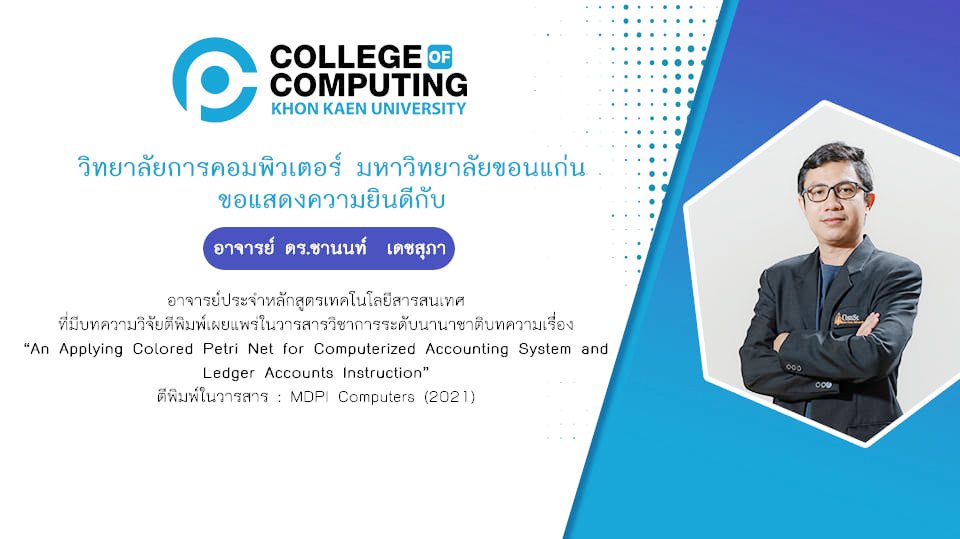 COLLEGE OF
COMPUTING
KHON KAEN UNIVERSITY
วิทยาลัยการคอมพิวเตอร์ มหาวิทยาลัยขอนแก่น
ขอแสดงความยินดีกับ
อาจารย์ ดร.ชานนท์ เดชสุภา
อาจารย์ประจำหลักสูตรเทคโนโลยีสารสนเทศ
ที่มีบทความวิจัยตีพิมพ์เผยแพร่ในวารสารวิชาการระดับนานาชาติบทความเรื่อง
“An Applying Colored Petri Net for Computerized Accounting System and
Ledger Accounts Instruction”
ตีพิมพ์ในวารสาร : MDPI Computers (2021)